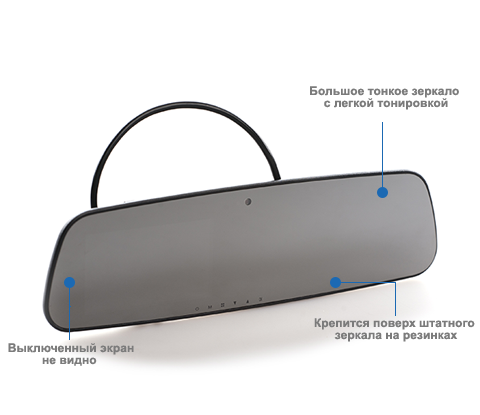 Большое тонкое зеркало
с легкой тонировкой
Крепится поверх штатного
зеркала на резинках
Выключенный экран
не видно